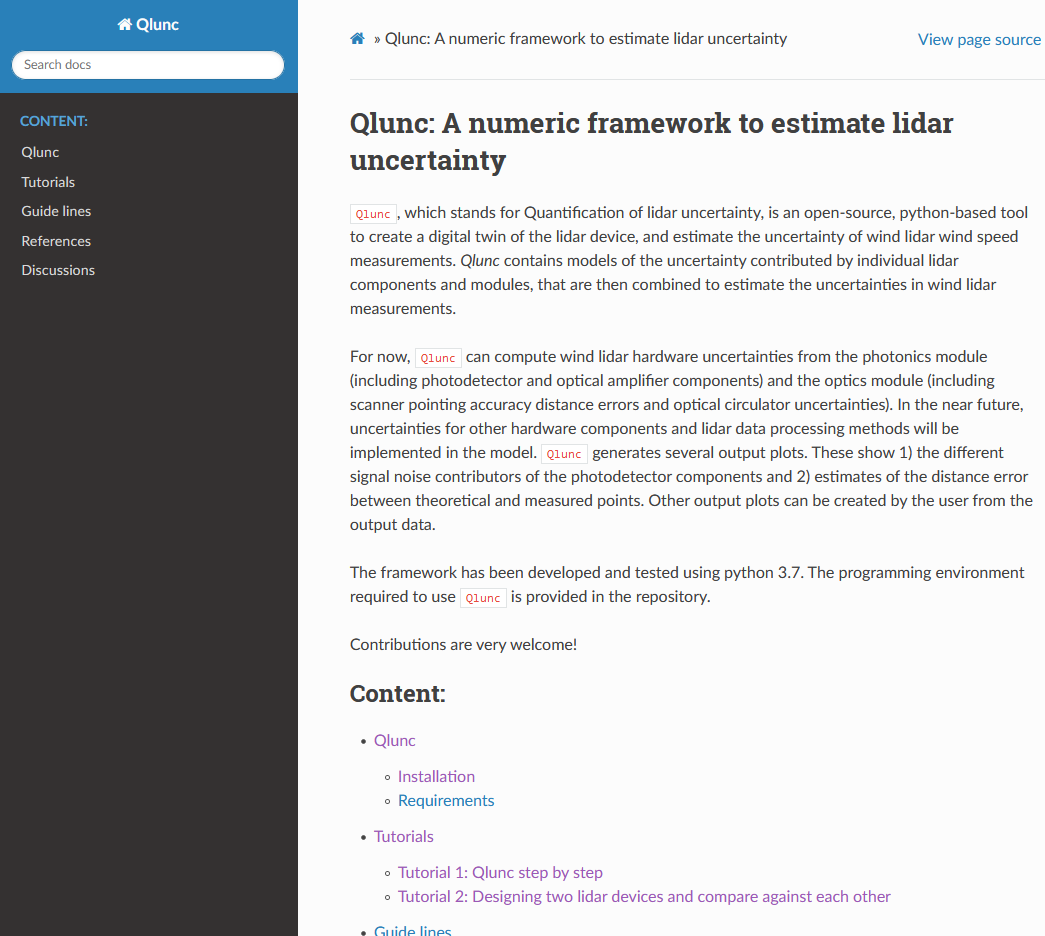 Qlunc
Search docs
CONTENT:
Qlunc
Tutorials
Guide lines
References
Discussions
» Qlunc: A numeric framework to estimate lidar uncertainty
View page source
Qlunc: A numeric framework to estimate lidar
uncertainty
Qlunc, which stands for Quantification of lidar uncertainty, is an open-source, python-based tool
to create a digital twin of the lidar device, and estimate the uncertainty of wind lidar wind speed
measurements. Qlunc contains models of the uncertainty contributed by individual lidar
components and modules, that are then combined to estimate the uncertainties in wind lidar
measurements.
For now, Qlunc can compute wind lidar hardware uncertainties from the photonics module
(including photodetector and optical amplifier components) and the optics module (including
scanner pointing accuracy distance errors and optical circulator uncertainties). In the near future,
uncertainties for other hardware components and lidar data processing methods will be
implemented in the model. Qlunc generates several output plots. These show 1) the different
signal noise contributors of the photodetector components and 2) estimates of the distance error
between theoretical and measured points. Other output plots can be created by the user from the
output data.
The framework has been developed and tested using python 3.7. The programming environment
required to use Qlunc is provided in the repository.
Contributions are very welcome!
Content:
• Qlunc
◦ Installation
◦ Requirements
• Tutorials
◦ Tutorial 1: Qlunc step by step
◦ Tutorial 2: Designing two lidar devices and compare against each other
• Guide lines